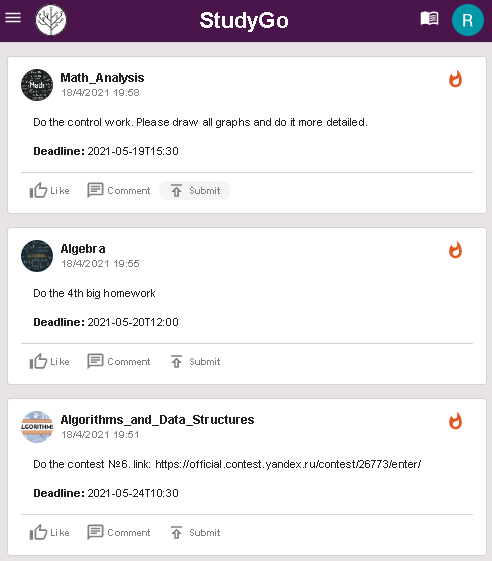 StudyGo
R
Math
Math_Analysis
18/4/2021 19:58
Do the control work. Please draw all graphs and do it more detailed.
Deadline: 2021-05-19T15:30
Like Comment Submit
Algebra
18/4/2021 19:55
Do the 4th big homework
Deadline: 2021-05-20T12:00
Like Comment Submit
ALGORITHMS
Algorithms_and_Data_Structures
18/4/2021 19:51
Do the contest №6. link: https://official.contest.yandex.ru/contest/26773/enter/
Deadline: 2021-05-24T10:30
Like Comment Submit